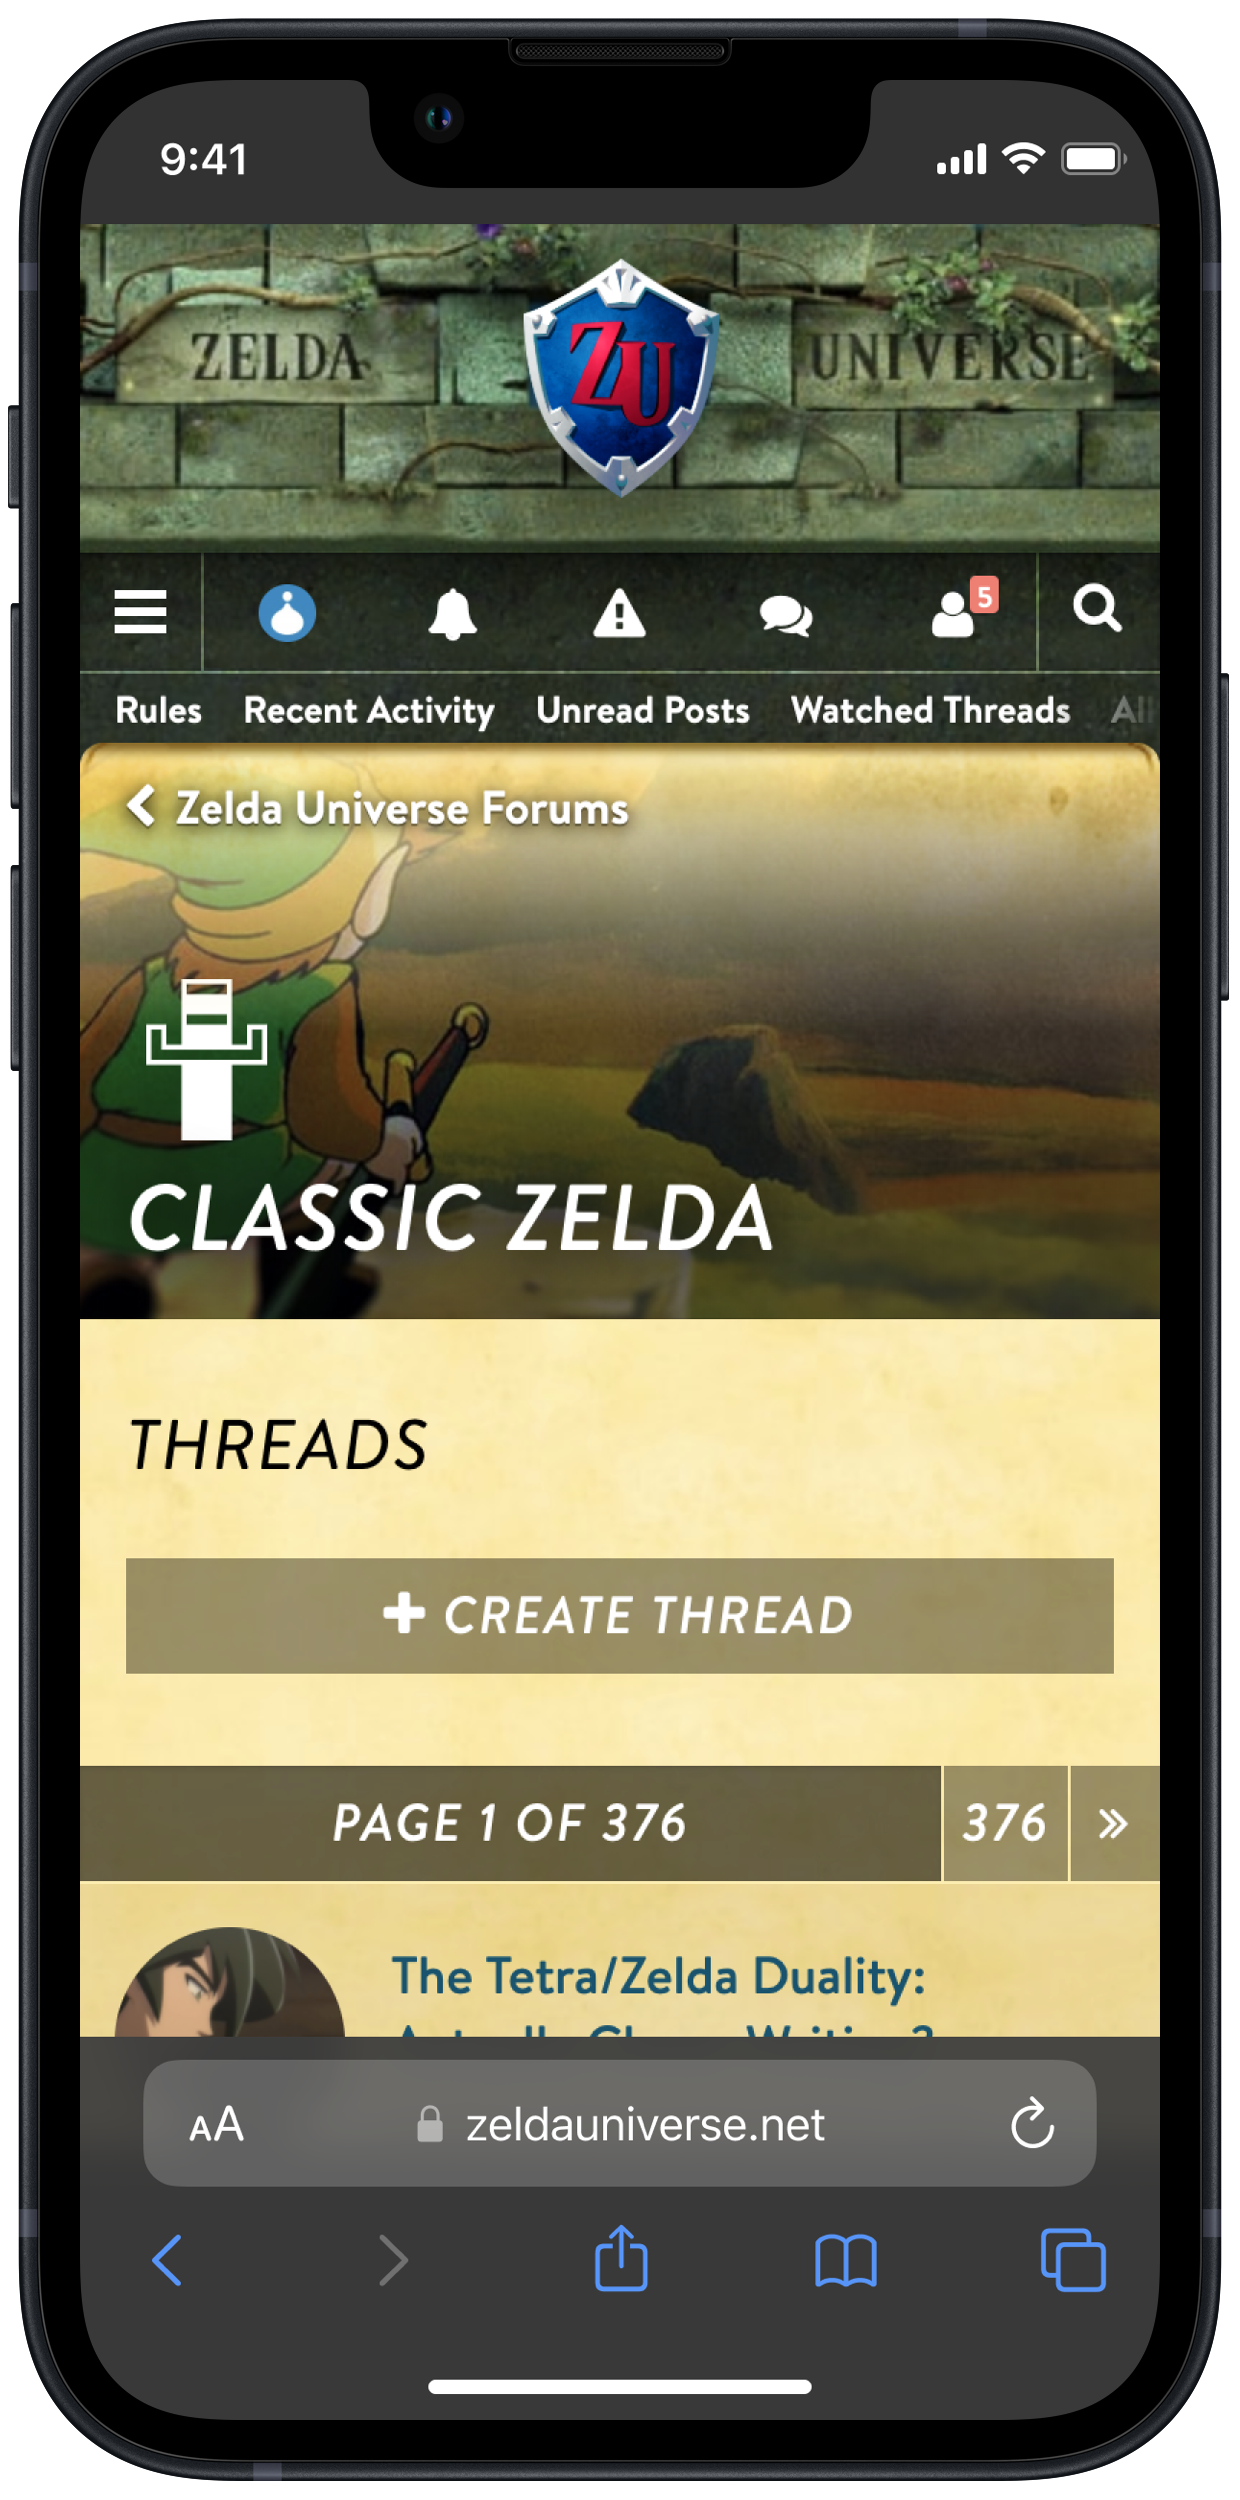 9:41
ZELDA
ZU
UNIVERSE
5
Rules Recent Activity Unread Posts Watched Threads All
Zelda Universe Forums
CLASSIC ZELDA
THREADS
CREATE THREAD
PAGE 1 OF 376 376 »
The Tetra/Zelda Duality:
AA zeldauniverse.net